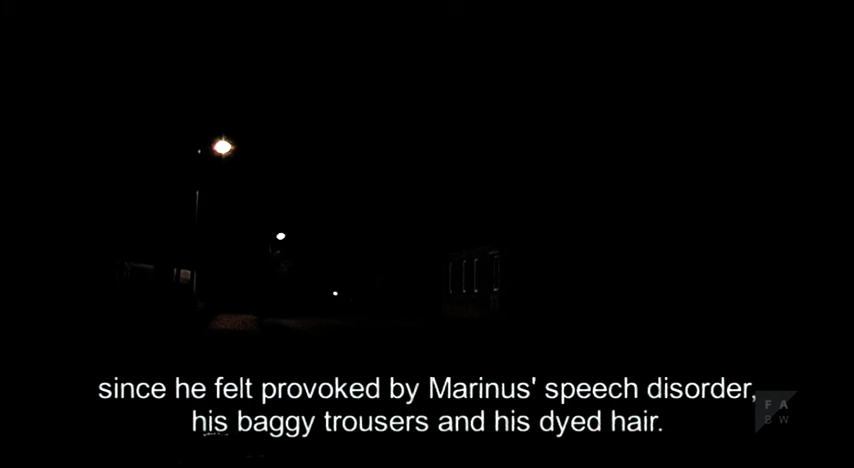 since he felt provoked by Marinus' speech disorder,
his baggy trousers and his dyed hair.
F A
B W